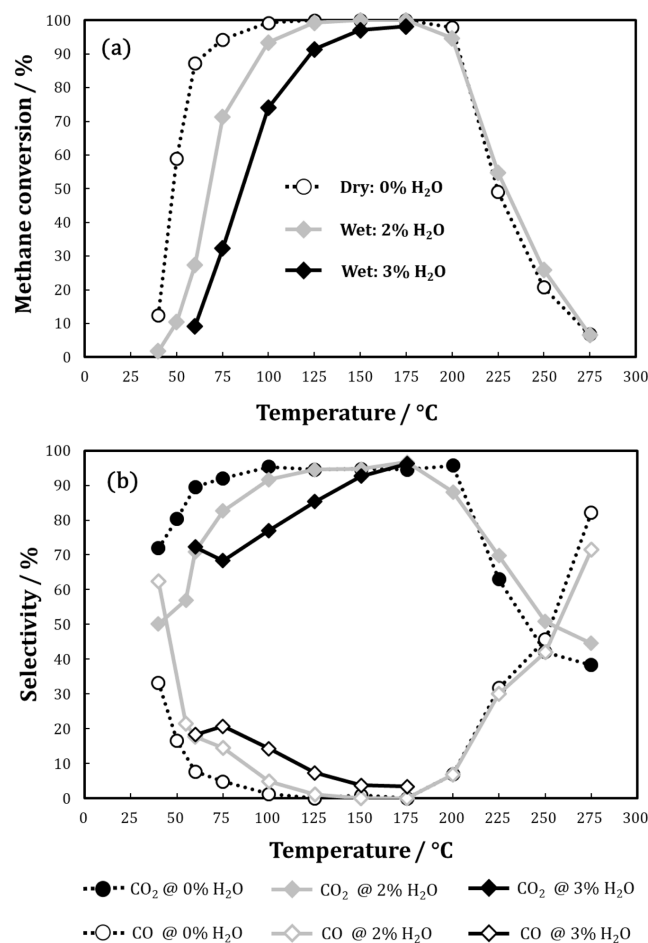 (a)
Methane conversion / %
100
90
80
70
60
50
40
30
20
10
0
Dry: 0% H₂O
Wet: 2% H₂O
Wet: 3% H₂O
0 25 50 75 100 125 150 175 200 225 250 275 300
Temperature / °C
(b)
Selectivity / %
100
90
80
70
60
50
40
30
20
10
0
0 25 50 75 100 125 150 175 200 225 250 275 300
Temperature / °C
CO₂ @ 0% H₂O CO₂ @ 2% H₂O CO₂ @ 3% H₂O
CO @ 0% H₂O CO @ 2% H₂O CO @ 3% H₂O